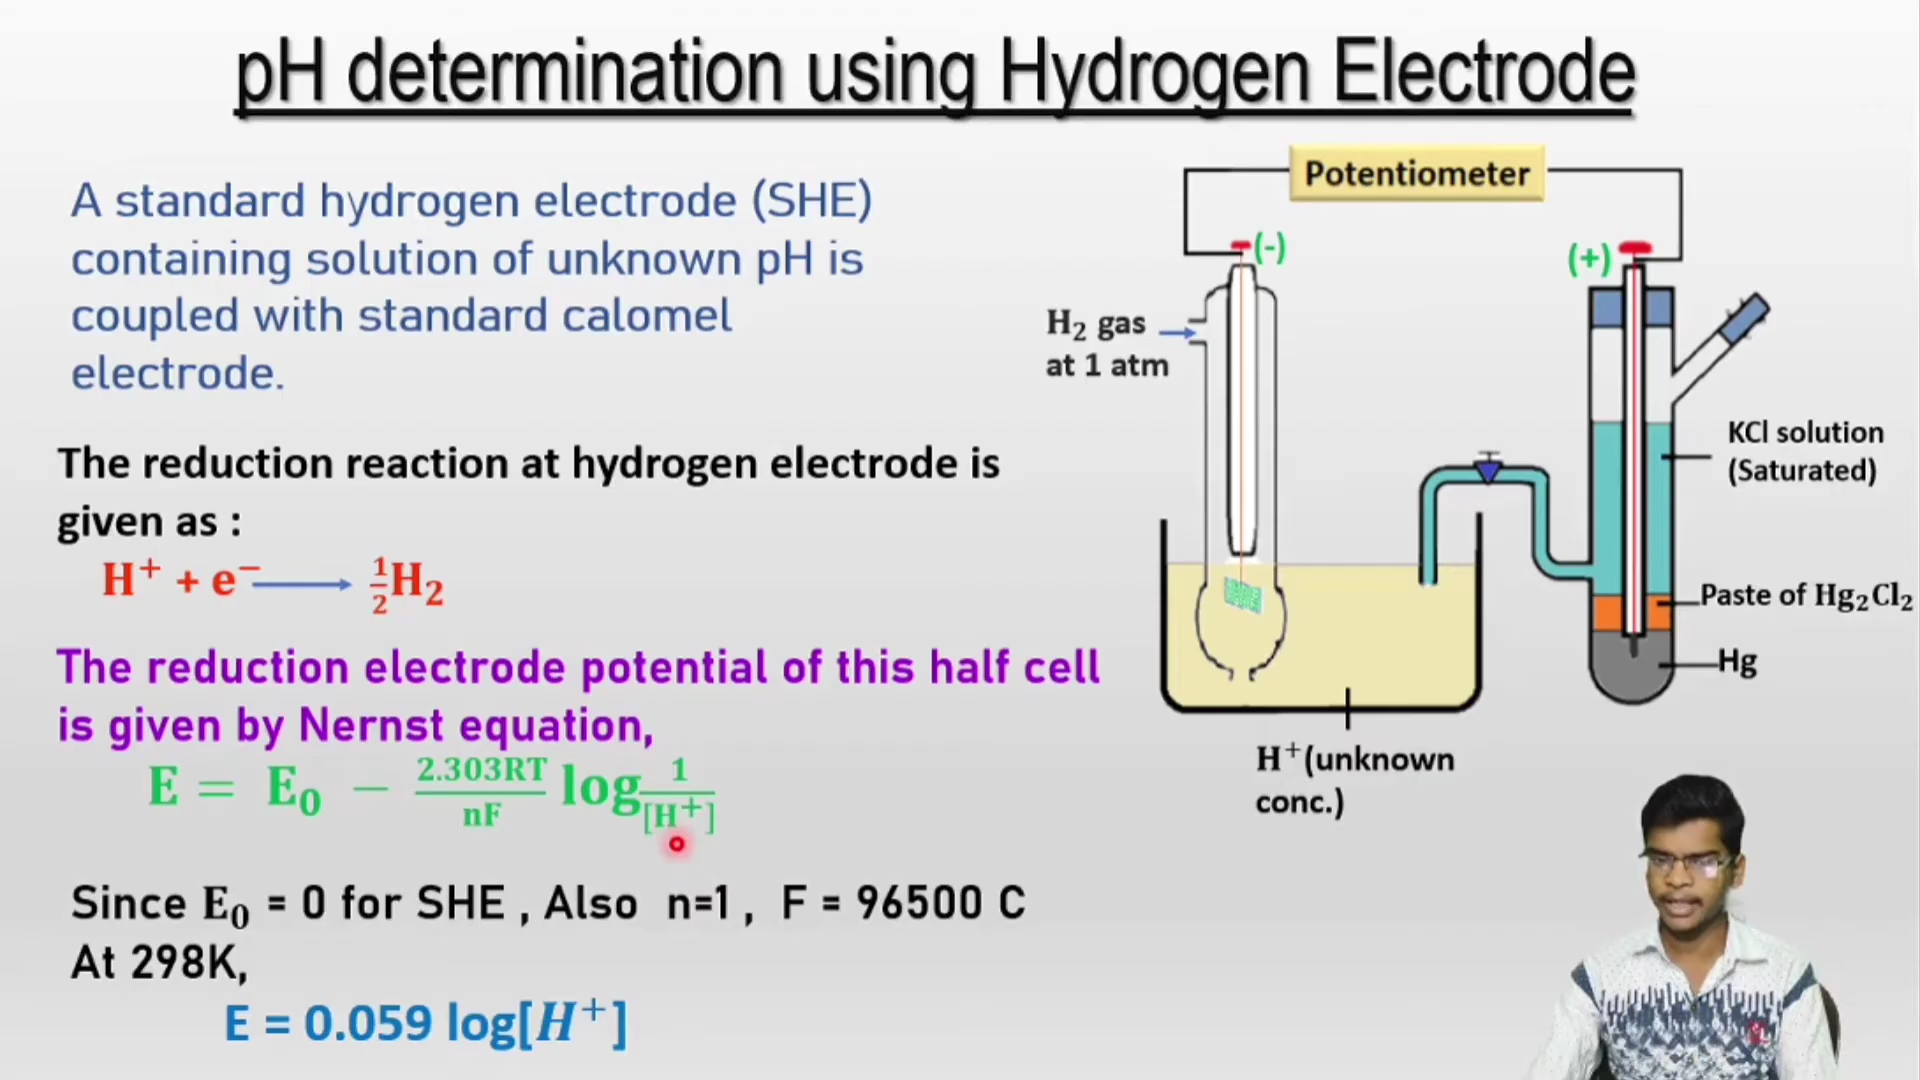 pH determination using Hydrogen Electrode
A standard hydrogen electrode (SHE)
containing solution of unknown pH is
coupled with standard calomel
electrode.
The reduction reaction at hydrogen electrode is
given as :
H⁺ + e⁻ ⟶ ½H₂
The reduction electrode potential of this half cell
is given by Nernst equation,
E = E₀ − 2.303RT/nF log 1/[H⁺]
Since E₀ = 0 for SHE , Also n=1 , F = 96500 C
At 298K,
E = 0.059 log[H⁺]
Potentiometer
(-)
(+)
H₂ gas
at 1 atm
KCl solution
(Saturated)
Paste of Hg₂Cl₂
Hg
H⁺(unknown
conc.)